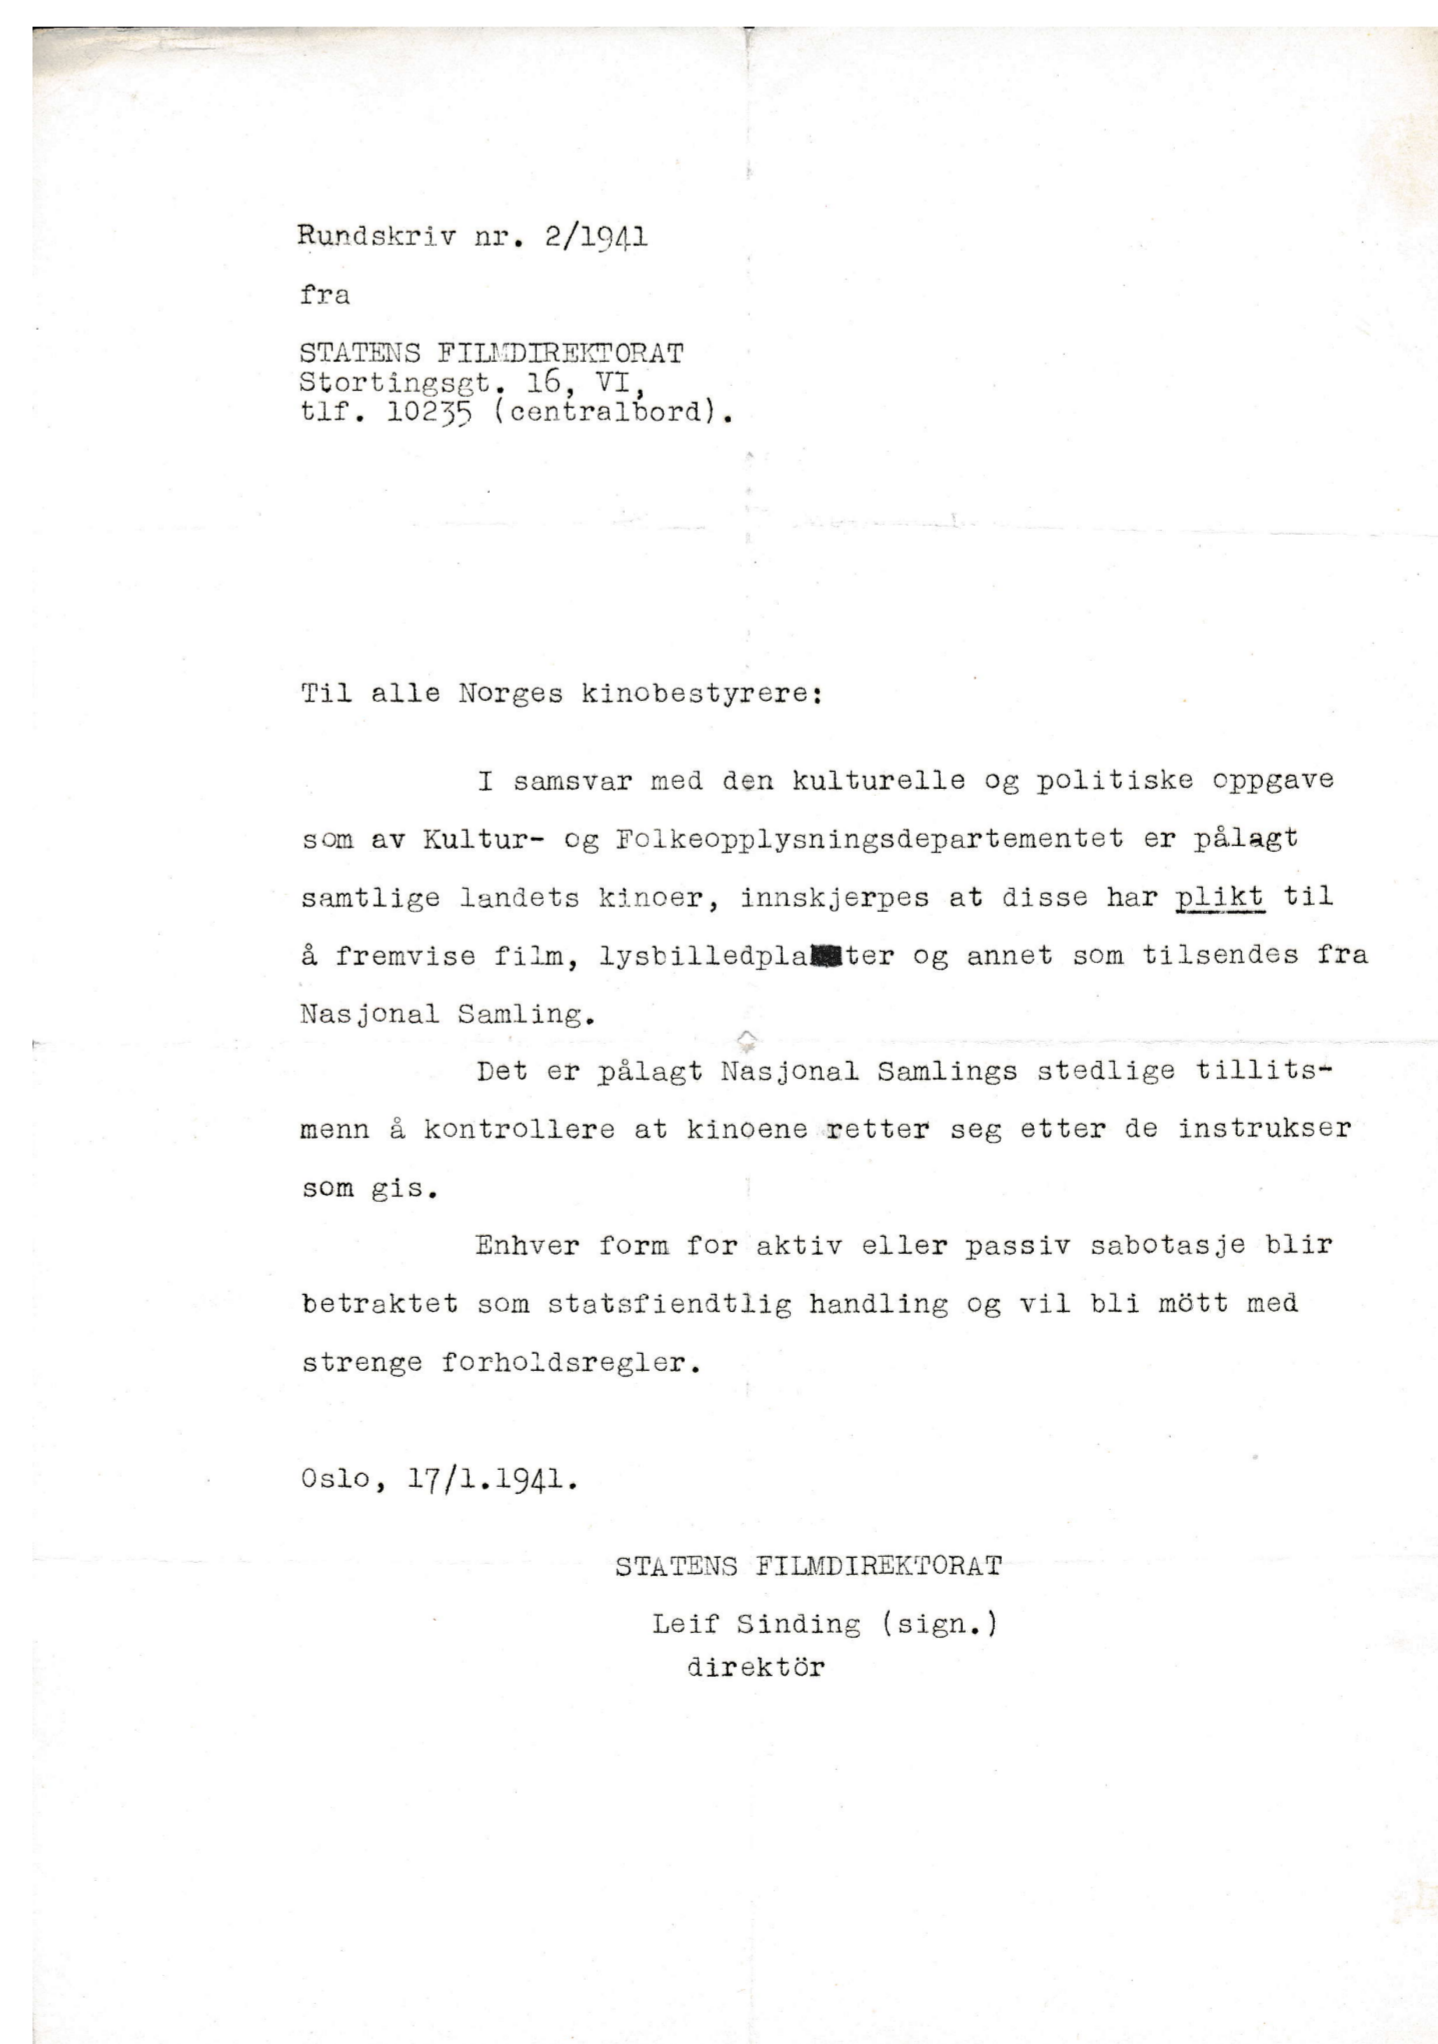 Rundskriv nr. 2/1941
fra
STATENS FILMDIREKTORAT
Stortingsgt. 16, VI,
tlf. 10235 (centralbord).
Til alle Norges kinobestyrere:
I samsvar med den kulturelle og politiske oppgave
som av Kultur- og Folkeopplysningsdepartementet er pålagt
samtlige landets kinoer, innskjerpes at disse har plikt til
å fremvise film, lysbilledplater og annet som tilsendes fra
Nasjonal Samling.
Det er pålagt Nasjonal Samlings stedlige tillits-
menn å kontrollere at kinoene retter seg etter de instrukser
som gis.
Enhver form for aktiv eller passiv sabotasje blir
betraktet som statsfiendtlig handling og vil bli mött med
strenge forholdsregler.
Oslo, 17/1.1941.
STATENS FILMDIREKTORAT
Leif Sinding (sign.)
direktör